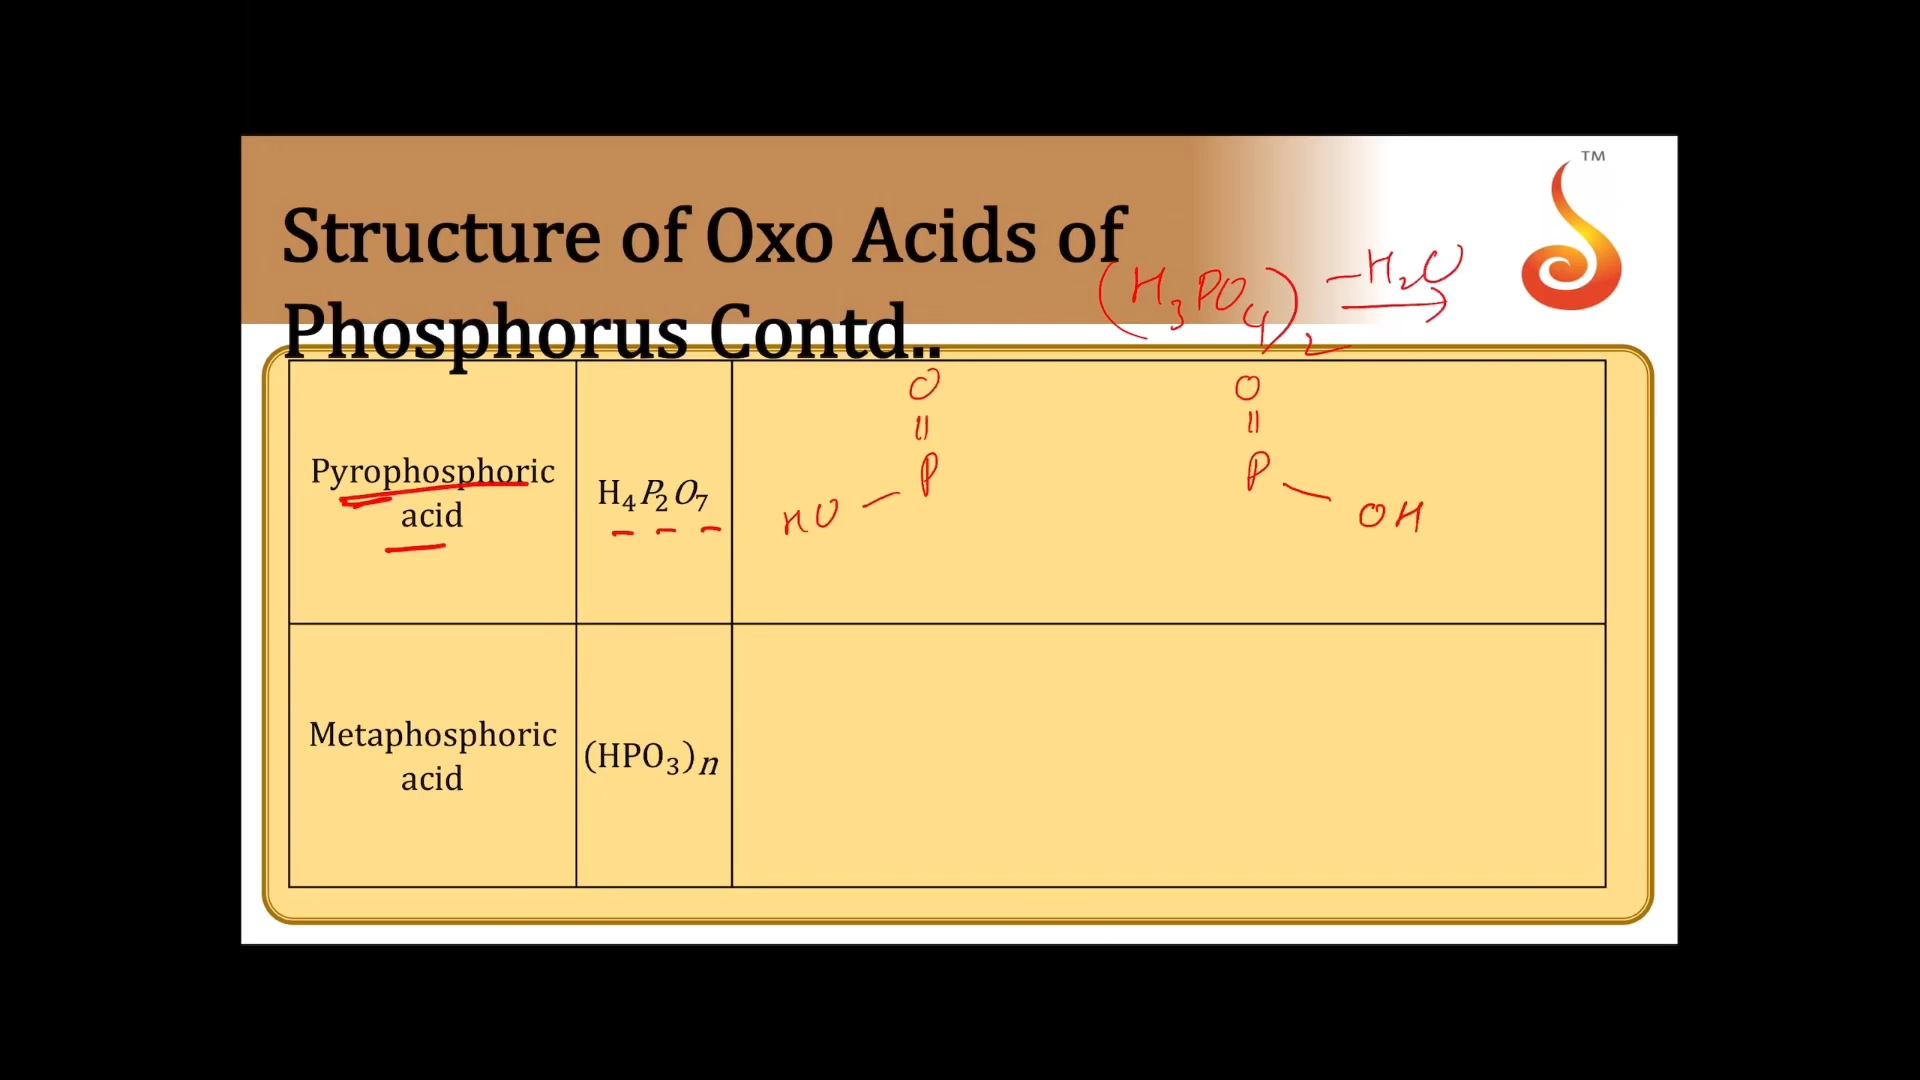 TM
Structure of Oxo Acids of
Phosphorus Contd..
(H₃PO₄)₂ —H₂O →
Pyrophosphoric
acid
H₄P₂O₇
O O
|| ||
P P
HO — — OH
Metaphosphoric
acid
(HPO₃)n